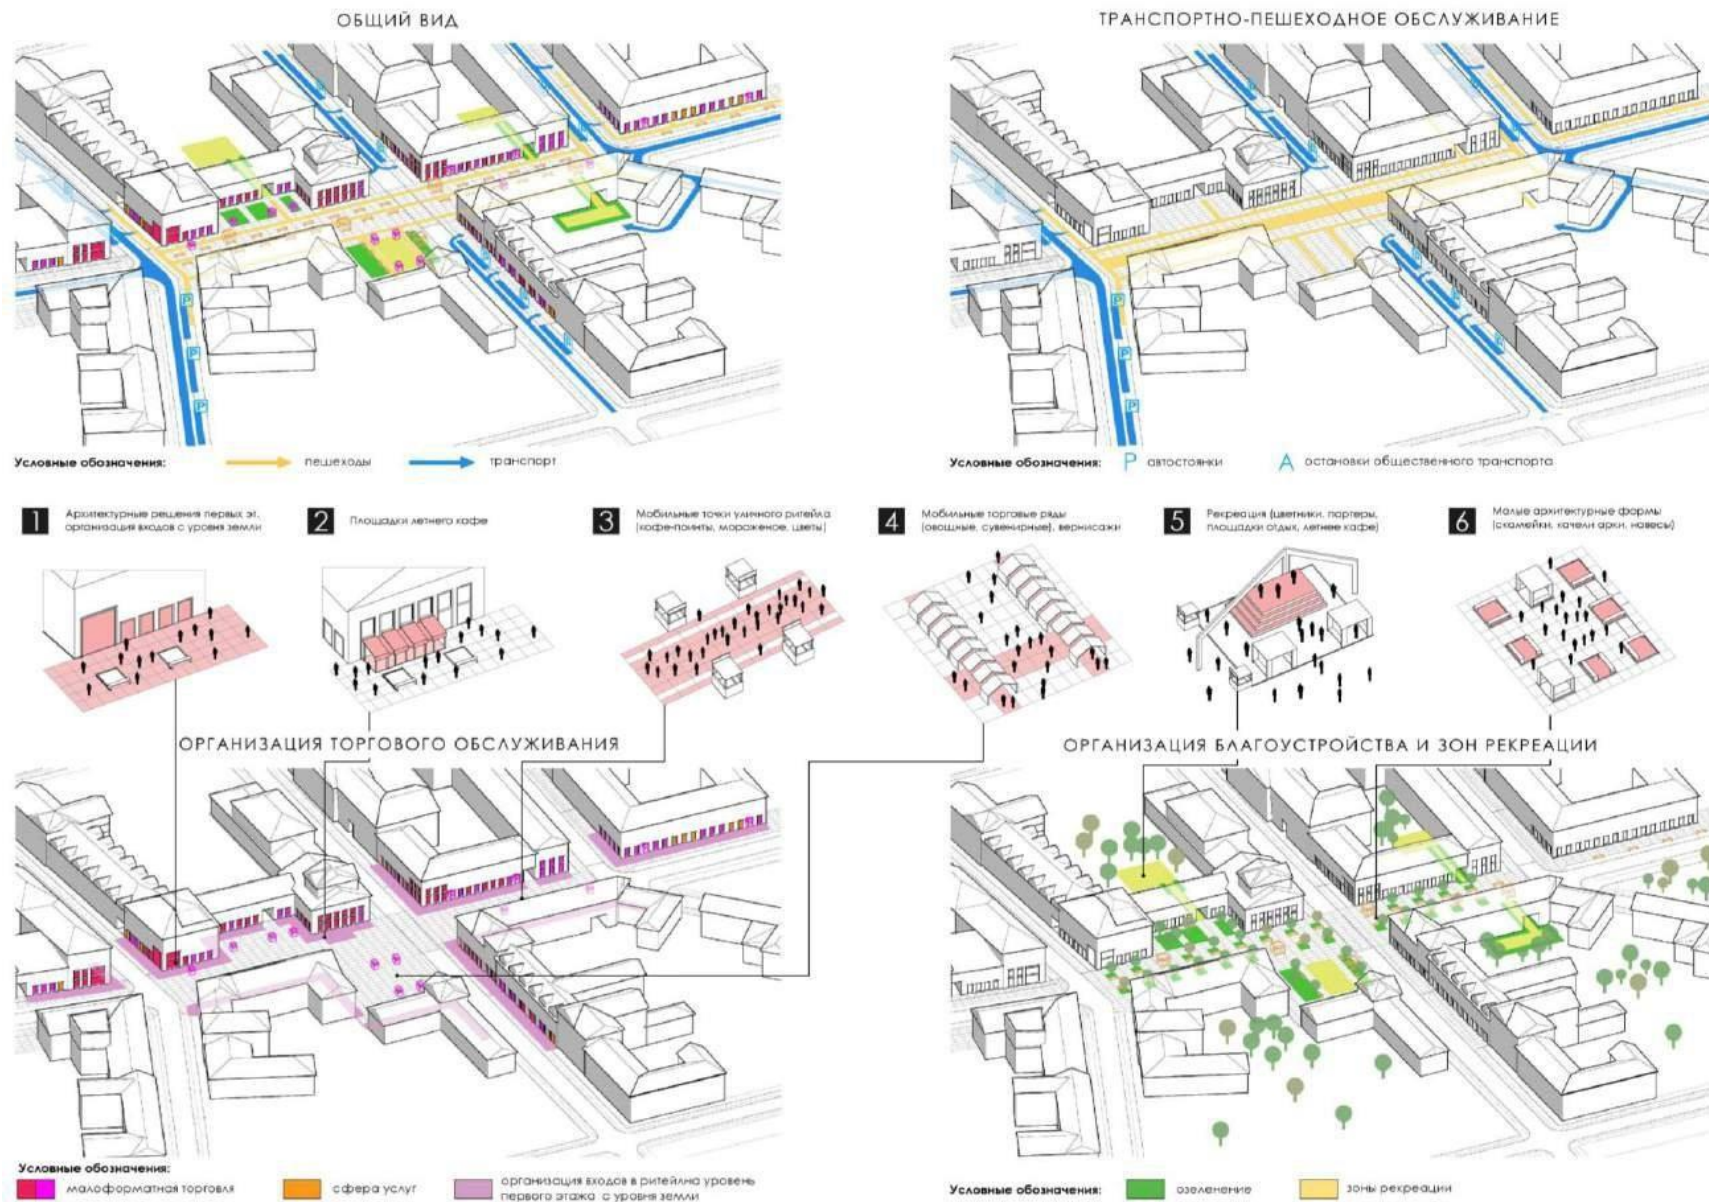 ОБЩИЙ ВИД
ТРАНСПОРТНО-ПЕШЕХОДНОЕ ОБСЛУЖИВАНИЕ
Условные обозначения:
пешеходы
транспорт
Условные обозначения:
Р автостоянки
А остановки общественного транспорта
1
Архитектурные решения первых эт.
организация входов с уровня земли
2
Площадки летнего кафе
3
Мобильные точки уличного ритейла
(кофе-поинты, мороженое, цветы)
4
Мобильные торговые ряды
(овощные, сувенирные), вернисажи
5
Рекреация (цветники, партеры,
площадки отдых, летнее кафе)
6
Малые архитектурные формы
(скамейки, качели арки, навесы)
ОРГАНИЗАЦИЯ ТОРГОВОГО ОБСЛУЖИВАНИЯ
ОРГАНИЗАЦИЯ БЛАГОУСТРОЙСТВА И ЗОН РЕКРЕАЦИИ
Условные обозначения:
малоформатная торговля
сфера услуг
организация входов в ритейлна уровень
первого этажа с уровня земли
Условные обозначения:
озеленение
зоны рекреации